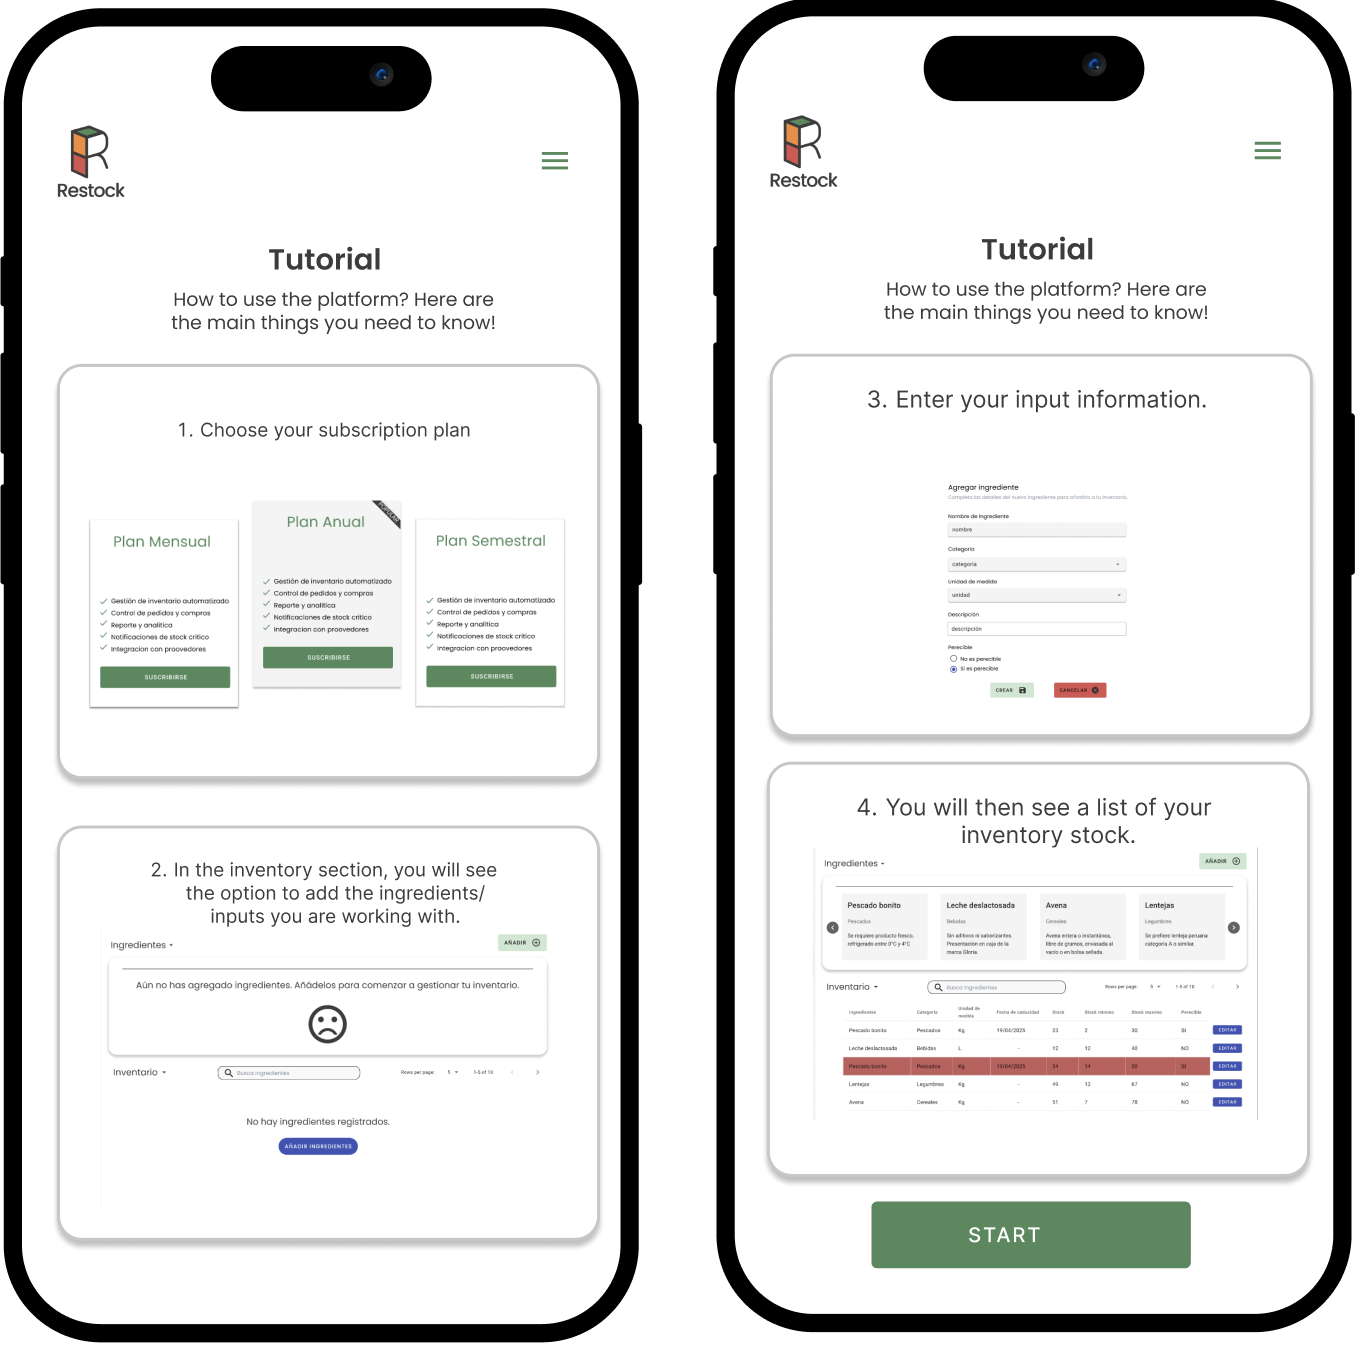 Restock
Tutorial
How to use the platform? Here are
the main things you need to know!
1. Choose your subscription plan
Plan Mensual
Gestión de inventario automatizado
Control de pedidos y compras
Reporte y analitica
Notificaciones de stock crítico
Integracion con proovedores
SUSCRIBIRSE
POPULAR
Plan Anual
Gestión de inventario automatizado
Control de pedidos y compras
Reporte y analitica
Notificaciones de stock crítico
Integracion con proovedores
SUSCRIBIRSE
Plan Semestral
Gestión de inventario automatizado
Control de pedidos y compras
Reporte y analitica
Notificaciones de stock crítico
Integracion con proovedores
SUSCRIBIRSE
2. In the inventory section, you will see
the option to add the ingredients/
inputs you are working with.
Ingredientes
AÑADIR
Aún no has agregado ingredientes. Añádelos para comenzar a gestionar tu inventario.
Inventario
Busca ingredientes
Rows per page: 5 1-5 of 10
No hay ingredientes registrados.
AÑADIR INGREDIENTES
Restock
Tutorial
How to use the platform? Here are
the main things you need to know!
3. Enter your input information.
Agregar ingrediente
Completa los detalles del nuevo ingrediente para añadirlo a tu inventario.
Nombre de ingrediente
nombre
Categoría
categoria
Unidad de medida
unidad
Descripción
descripción
Perecible
No es perecible
Si es perecible
CREAR
CANCELAR
4. You will then see a list of your
inventory stock.
Ingredientes
AÑADIR
Pescado bonito
Pescados
Se requiere producto fresco,
refrigerado entre 0°C y 4°C
Leche deslactosada
Bebidas
Sin aditivos ni saborizantes.
Presentación en caja de la
marca Gloria.
Avena
Cereales
Avena entera o instantánea,
libre de grumos, envasada al
vacío o en bolsa sellada.
Lentejas
Legumbres
Se prefiere lenteja peruana
categoría A o similar.
Inventario
Busca ingredientes
Rows per page: 5 1-5 of 10
Ingredientes Categoría Unidad de medida Fecha de caducidad Stock Stock mínimo Stock maximo Perecible
Pescado bonito Pescados Kg 19/04/2025 23 2 30 SI EDITAR
Leche deslactosada Bebidas L - 12 12 40 NO EDITAR
Pescado bonito Pescados Kg 19/04/2025 24 14 50 SI EDITAR
Lentejas Legumbres Kg - 49 12 67 NO EDITAR
Avena Cereales Kg - 51 7 78 NO EDITAR
START